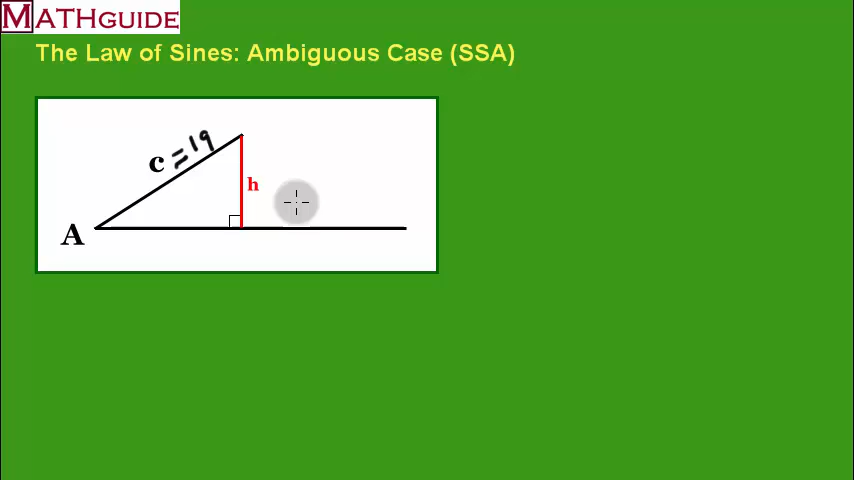 MATHGUIDE
The Law of Sines: Ambiguous Case (SSA)
c = 19
h
A